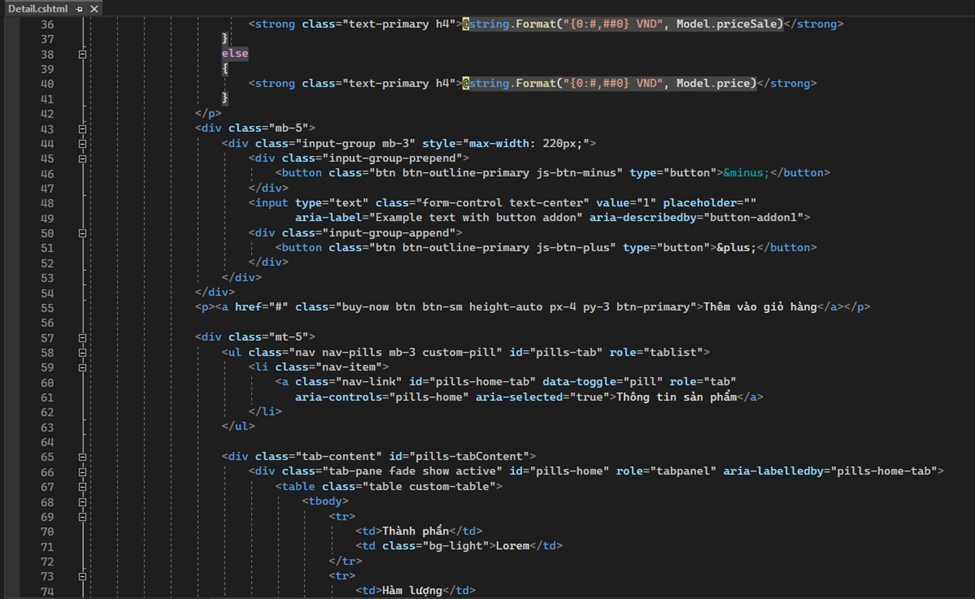 Detail.cshtml
36 <strong class="text-primary h4">@string.Format("{0:#,##0} VND", Model.priceSale)</strong>
37 }
38 else
39 {
40 <strong class="text-primary h4">@string.Format("{0:#,##0} VND", Model.price)</strong>
41 }
42 </p>
43 <div class="mb-5">
44 <div class="input-group mb-3" style="max-width: 220px;">
45 <div class="input-group-prepend">
46 <button class="btn btn-outline-primary js-btn-minus" type="button">&minus;</button>
47 </div>
48 <input type="text" class="form-control text-center" value="1" placeholder=""
49 aria-label="Example text with button addon" aria-describedby="button-addon1">
50 <div class="input-group-append">
51 <button class="btn btn-outline-primary js-btn-plus" type="button">&plus;</button>
52 </div>
53 </div>
54 </div>
55 <p><a href="#" class="buy-now btn btn-sm height-auto px-4 py-3 btn-primary">Thêm vào giỏ hàng</a></p>
56
57 <div class="mt-5">
58 <ul class="nav nav-pills mb-3 custom-pill" id="pills-tab" role="tablist">
59 <li class="nav-item">
60 <a class="nav-link" id="pills-home-tab" data-toggle="pill" role="tab"
61 aria-controls="pills-home" aria-selected="true">Thông tin sản phẩm</a>
62 </li>
63 </ul>
64
65 <div class="tab-content" id="pills-tabContent">
66 <div class="tab-pane fade show active" id="pills-home" role="tabpanel" aria-labelledby="pills-home-tab">
67 <table class="table custom-table">
68 <tbody>
69 <tr>
70 <td>Thành phần</td>
71 <td class="bg-light">Lorem</td>
72 </tr>
73 <tr>
74 <td>Hàm lượng</td>